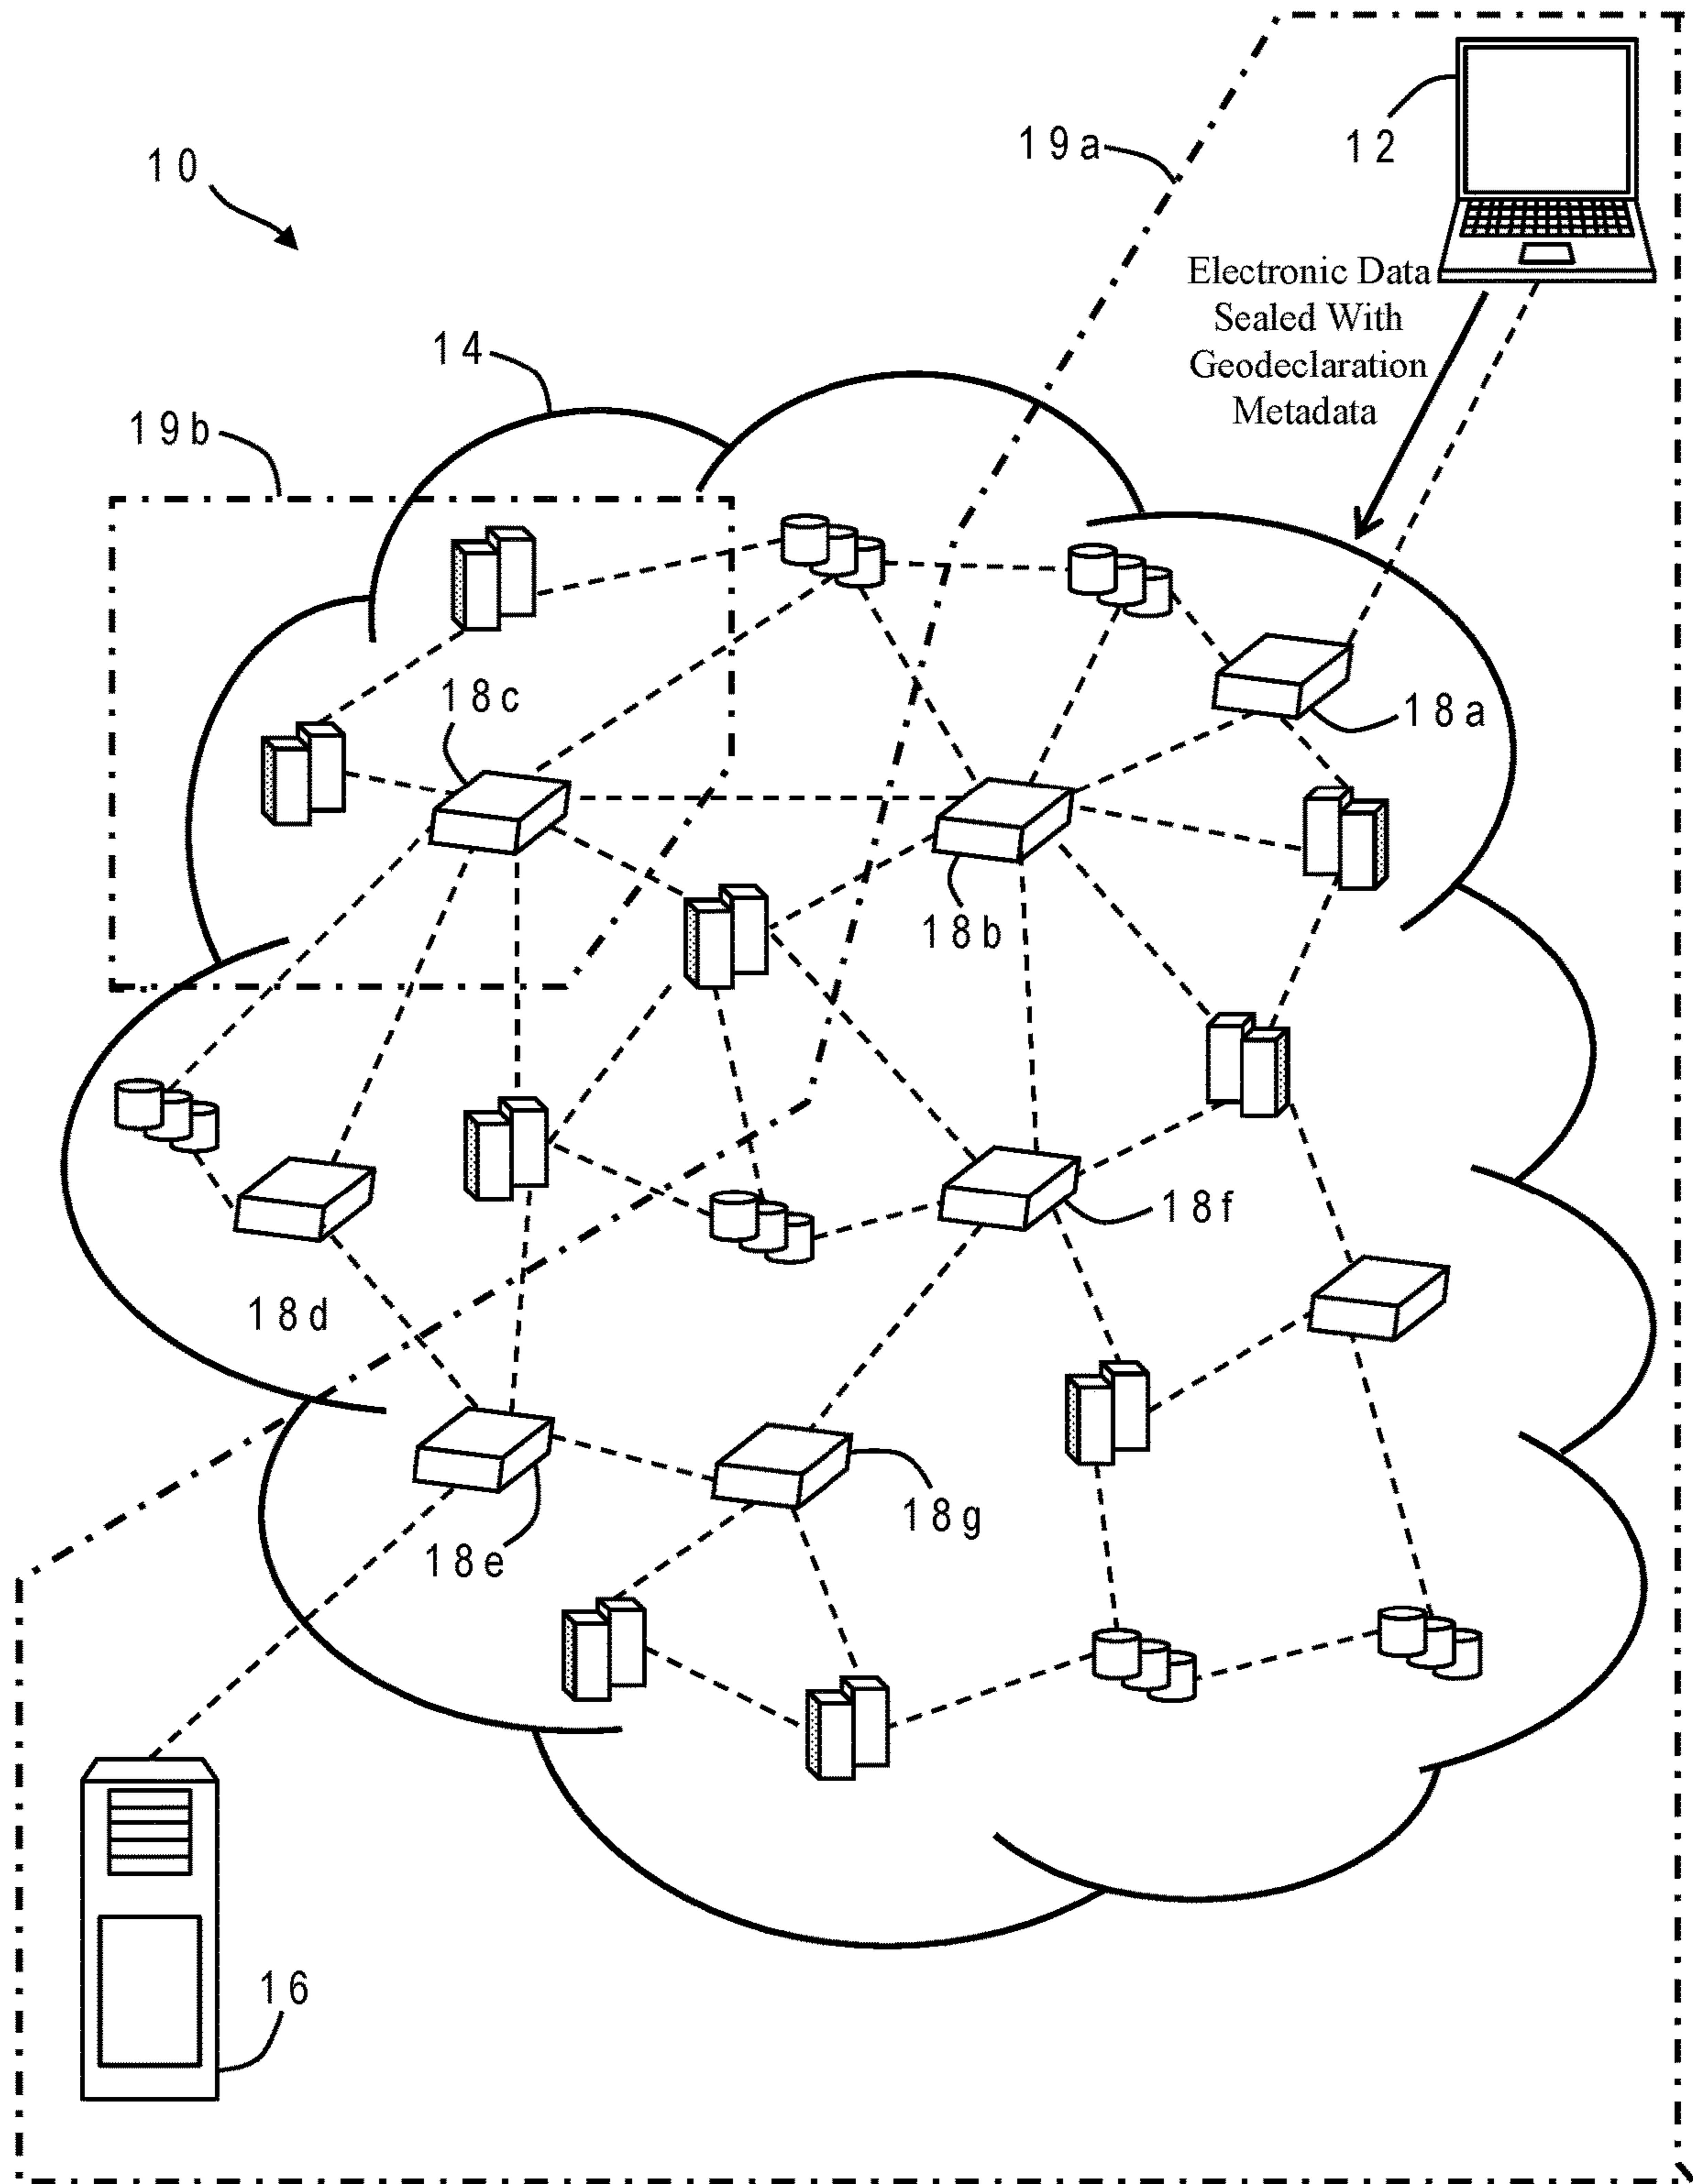 10
19a
12
Electronic Data
Sealed With
Geodeclaration
Metadata
14
19b
18c
18a
18b
18f
18d
18g
18e
16